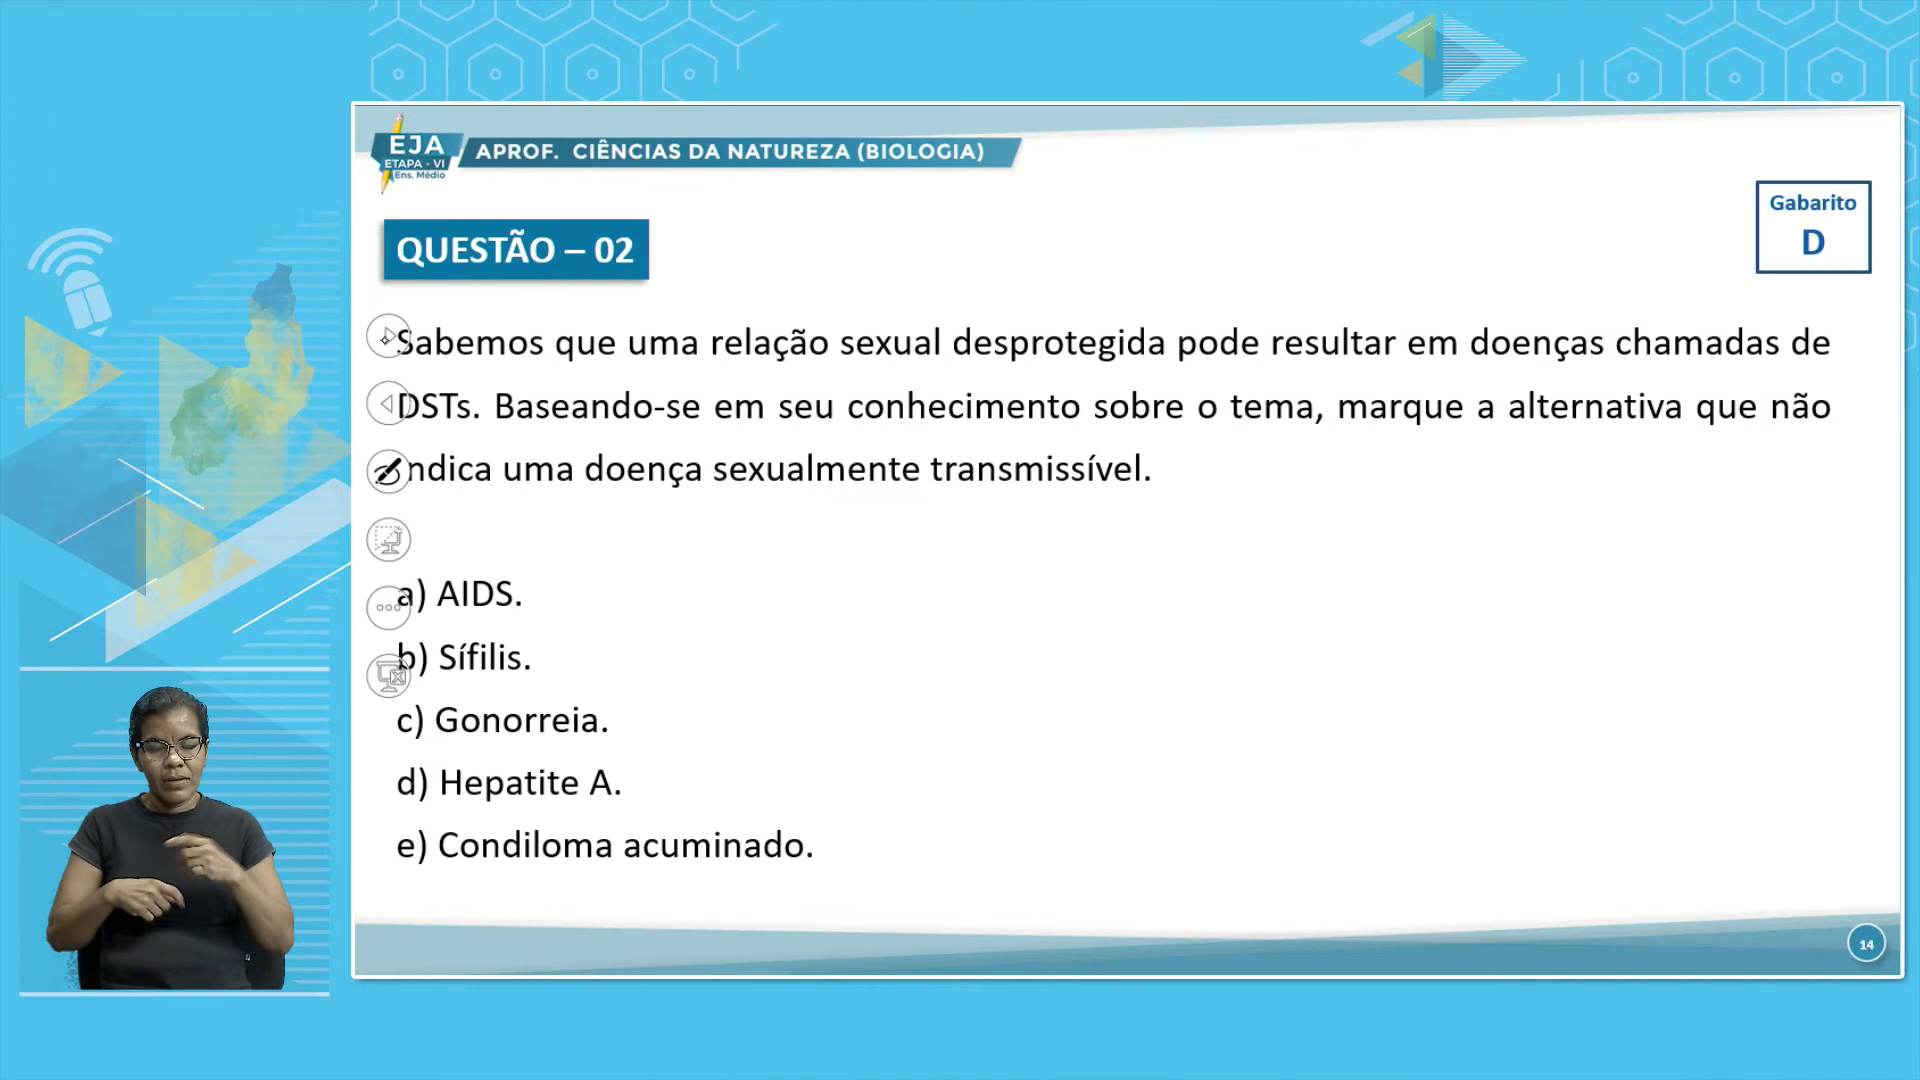 EJA
ETAPA - VI
Ens. Médio
APROF. CIÊNCIAS DA NATUREZA (BIOLOGIA)
Gabarito
D
QUESTÃO – 02
Sabemos que uma relação sexual desprotegida pode resultar em doenças chamadas de
DSTs. Baseando-se em seu conhecimento sobre o tema, marque a alternativa que não
indica uma doença sexualmente transmissível.
a) AIDS.
b) Sífilis.
c) Gonorreia.
d) Hepatite A.
e) Condiloma acuminado.
14